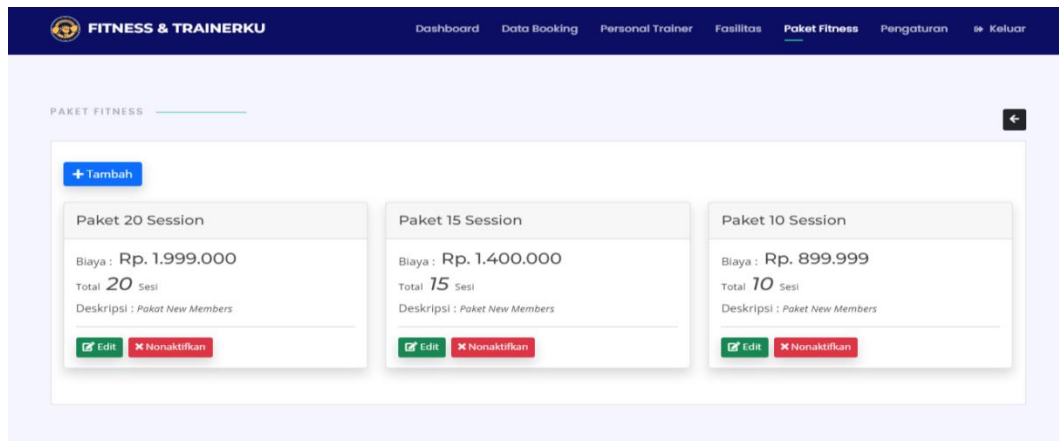 FITNESS & TRAINERKU
Dashboard Data Booking Personal Trainer Fasilitas Paket Fitness Pengaturan Keluar
PAKET FITNESS
+ Tambah
Paket 20 Session
Biaya : Rp. 1.999.000
Total 20 Sesi
Deskripsi : Pakat New Members
Edit Nonaktifkan
Paket 15 Session
Biaya : Rp. 1.400.000
Total 15 Sesi
Deskripsi : Paket New Members
Edit Nonaktifkan
Paket 10 Session
Biaya : Rp. 899.999
Total 10 Sesi
Deskripsi : Paket New Members
Edit Nonaktifkan